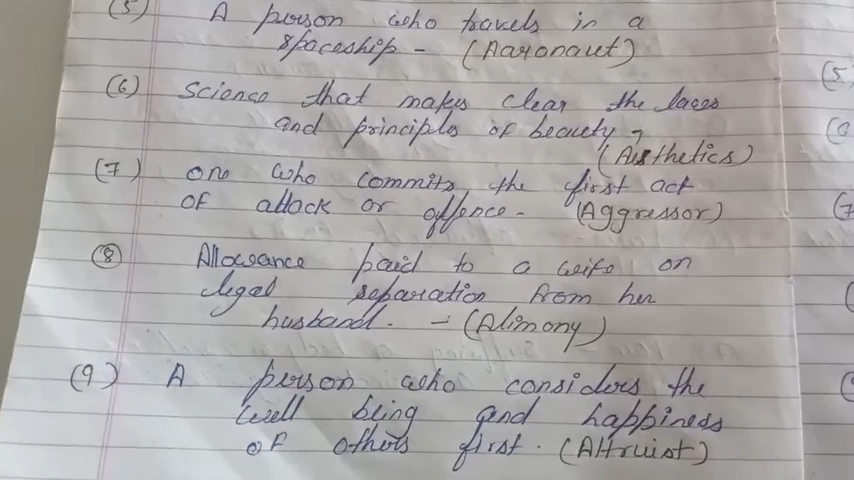 (5) A person who travels in a
spaceship - (Aaronaut)
(6) Science that makes clear the laws
and principles of beauty,
(Aesthetics)
(7) one who commits the first act
of attack or offence - (Aggressor)
(8) Allowance paid to a wife on
legal separation from her
husband. - (Alimony)
(9) A person who considers the
well being and happiness
of others first. (Altruist)
(5)
(7)